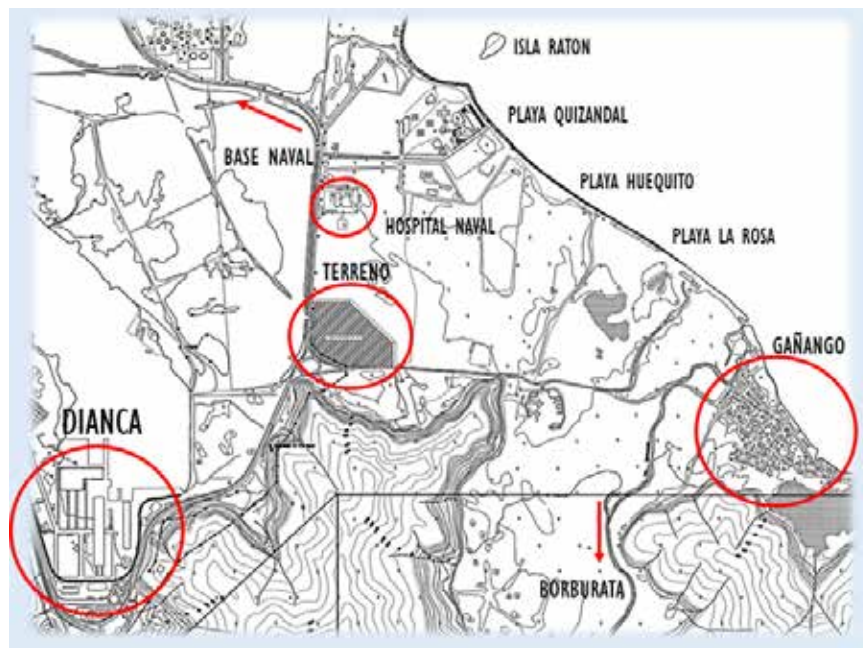 ISLA RATON
PLAYA QUIZANDAL
BASE NAVAL
PLAYA HUEQUITO
HOSPITAL NAVAL
PLAYA LA ROSA
TERRENO
GAÑANGO
DIANCA
BORBURATA